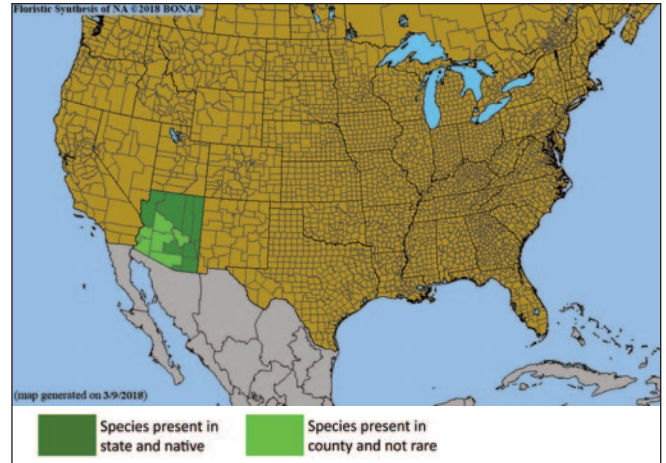 Floristic Synthesis of NA ©2018 BONAP
(map generated on 3/9/2018)
Species present in
state and native
Species present in
county and not rare